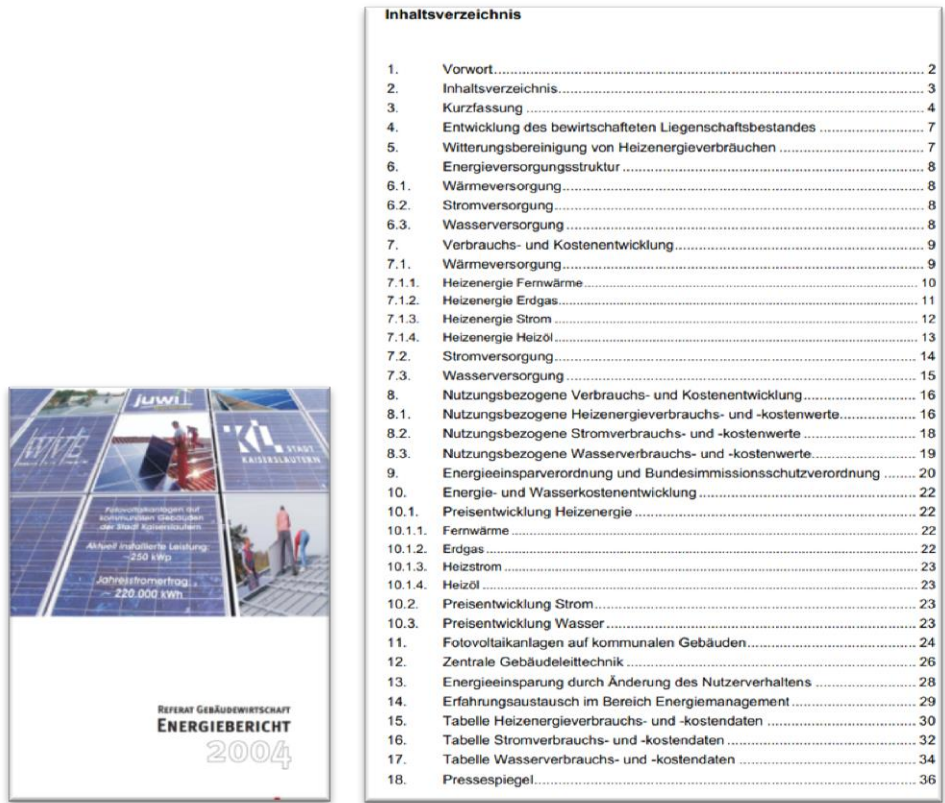 juwi
K4 STADT
KAISERSLAUTERN
Fotovoltaikanlagen auf
kommunalen Gebäuden
der Stadt Kaiserslautern
Aktuell installierte Leistung:
~250 kWp
Jahresstromertrag:
~ 220.000 kWh
REFERAT GEBÄUDEWIRTSCHAFT
ENERGIEBERICHT
2004
Inhaltsverzeichnis
1. Vorwort 2
2. Inhaltsverzeichnis 3
3. Kurzfassung 4
4. Entwicklung des bewirtschafteten Liegenschaftsbestandes 7
5. Witterungsbereinigung von Heizenergieverbräuchen 7
6. Energieversorgungsstruktur 8
6.1. Wärmeversorgung 8
6.2. Stromversorgung 8
6.3. Wasserversorgung 8
7. Verbrauchs- und Kostenentwicklung 9
7.1. Wärmeversorgung 9
7.1.1. Heizenergie Fernwärme 10
7.1.2. Heizenergie Erdgas 11
7.1.3. Heizenergie Strom 12
7.1.4. Heizenergie Heizöl 13
7.2. Stromversorgung 14
7.3. Wasserversorgung 15
8. Nutzungsbezogene Verbrauchs- und Kostenentwicklung 16
8.1. Nutzungsbezogene Heizenergieverbrauchs- und -kostenwerte 16
8.2. Nutzungsbezogene Stromverbrauchs- und -kostenwerte 18
8.3. Nutzungsbezogene Wasserverbrauchs- und -kostenwerte 19
9. Energieeinsparverordnung und Bundesimmissionsschutzverordnung 20
10. Energie- und Wasserkostenentwicklung 22
10.1. Preisentwicklung Heizenergie 22
10.1.1. Fernwärme 22
10.1.2. Erdgas 22
10.1.3. Heizstrom 23
10.1.4. Heizöl 23
10.2. Preisentwicklung Strom 23
10.3. Preisentwicklung Wasser 23
11. Fotovoltaikanlagen auf kommunalen Gebäuden 24
12. Zentrale Gebäudeleittechnik 26
13. Energieeinsparung durch Änderung des Nutzerverhaltens 28
14. Erfahrungsaustausch im Bereich Energiemanagement 29
15. Tabelle Heizenergieverbrauchs- und -kostendaten 30
16. Tabelle Stromverbrauchs- und -kostendaten 32
17. Tabelle Wasserverbrauchs- und -kostendaten 34
18. Pressespiegel 36